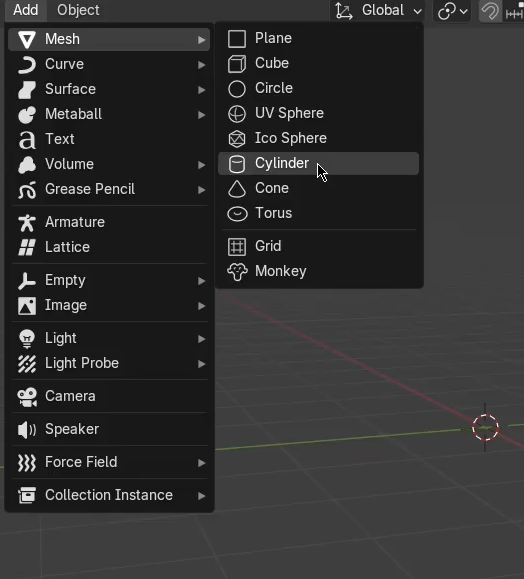 Add Object Global
Mesh
Curve
Surface
Metaball
Text
Volume
Grease Pencil
Armature
Lattice
Empty
Image
Light
Light Probe
Camera
Speaker
Force Field
Collection Instance
Plane
Cube
Circle
UV Sphere
Ico Sphere
Cylinder
Cone
Torus
Grid
Monkey